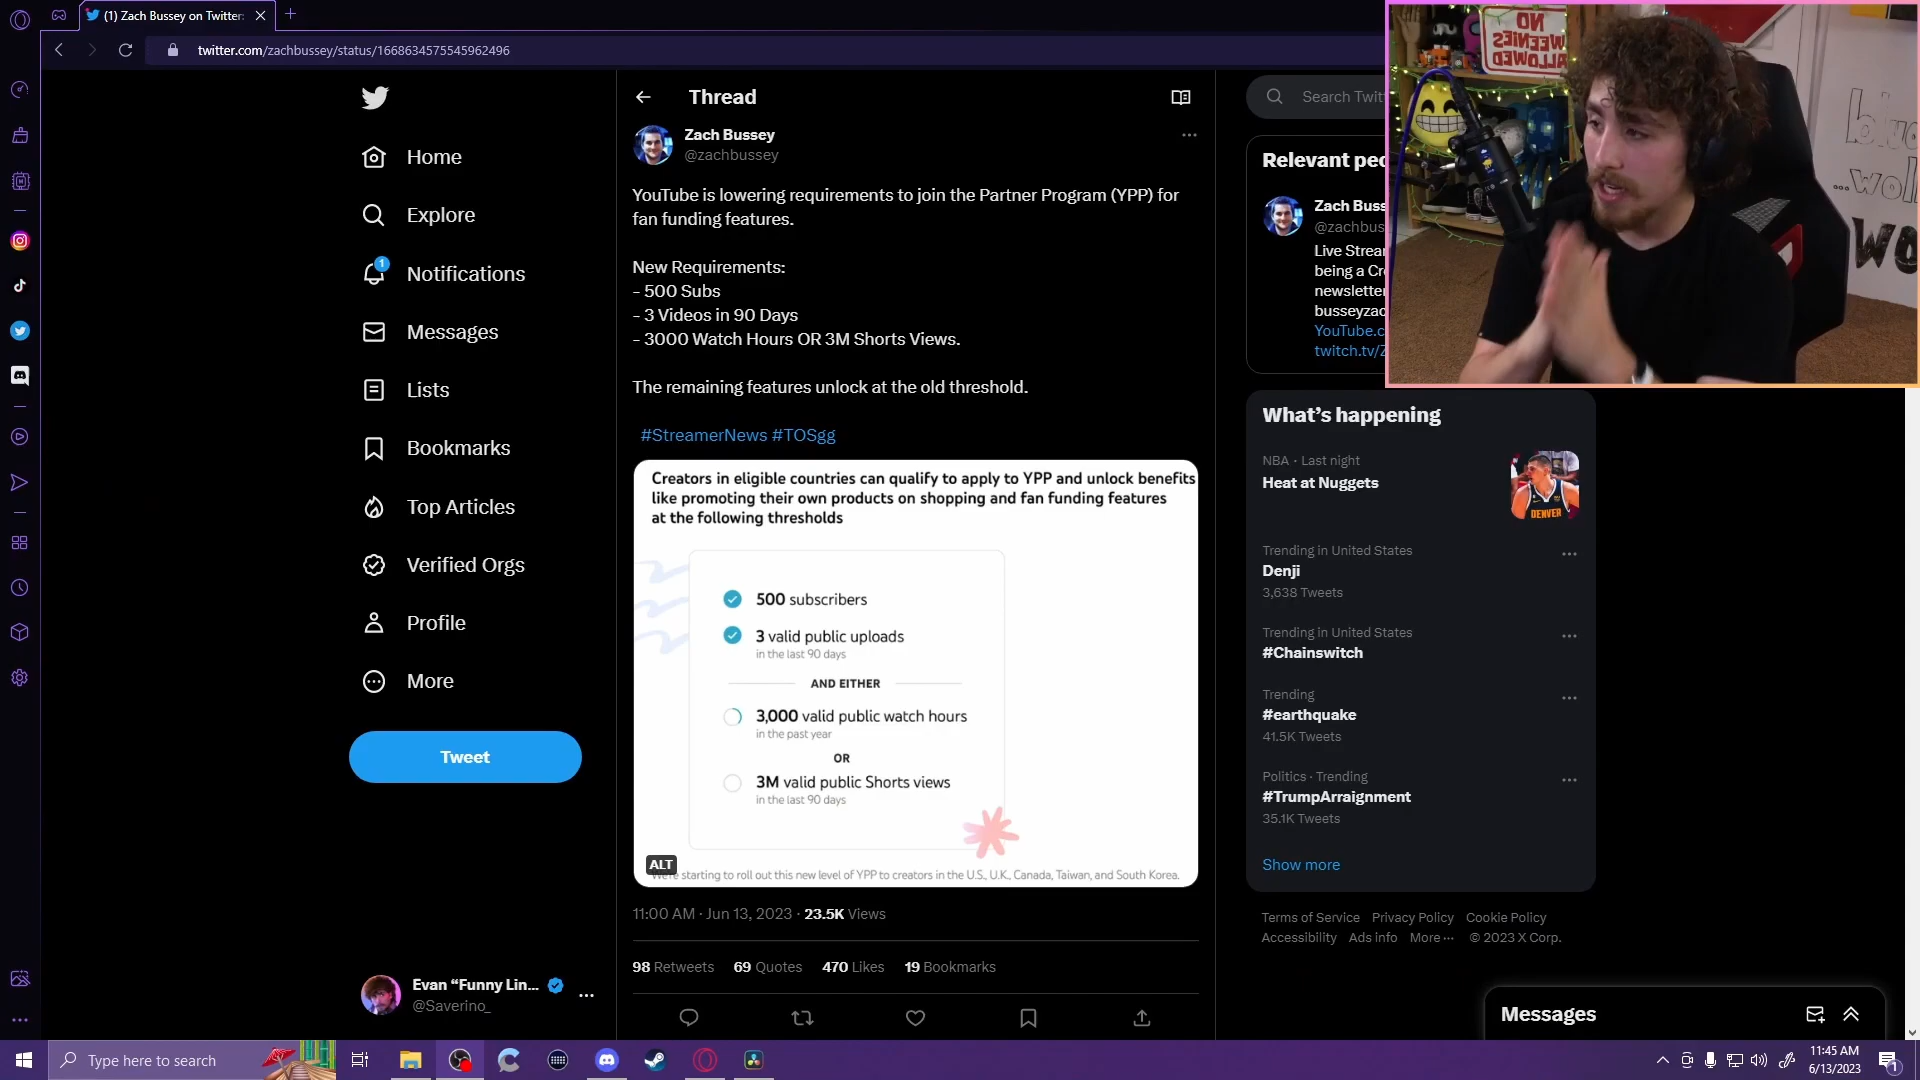 (1) Zach Bussey on Twitter:
twitter.com/zachbussey/status/1668634575545962496
Home
Explore
1
Notifications
Messages
Lists
Bookmarks
Top Articles
Verified Orgs
Profile
More
Tweet
Evan “Funny Lin...
@Saverino_
Thread
Zach Bussey
@zachbussey
YouTube is lowering requirements to join the Partner Program (YPP) for
fan funding features.
New Requirements:
- 500 Subs
- 3 Videos in 90 Days
- 3000 Watch Hours OR 3M Shorts Views.
The remaining features unlock at the old threshold.
#StreamerNews #TOSgg
Creators in eligible countries can qualify to apply to YPP and unlock benefits
like promoting their own products on shopping and fan funding features
at the following thresholds
500 subscribers
3 valid public uploads
in the last 90 days
AND EITHER
3,000 valid public watch hours
in the past year
OR
3M valid public Shorts views
in the last 90 days
ALT
We're starting to roll out this new level of YPP to creators in the U.S., U.K., Canada, Taiwan, and South Korea.
11:00 AM · Jun 13, 2023 · 23.5K Views
98 Retweets 69 Quotes 470 Likes 19 Bookmarks
Search Twit
Relevant peo
Zach Buss
@zachbus
Live Strear
being a Cr
newsletter
busseyzac
YouTube.c
twitch.tv/Z
NO
WEENIES
ALLOWED
What’s happening
NBA · Last night
Heat at Nuggets
DENVER
Trending in United States
Denji
3,638 Tweets
Trending in United States
#Chainswitch
Trending
#earthquake
41.5K Tweets
Politics · Trending
#TrumpArraignment
35.1K Tweets
Show more
Terms of Service Privacy Policy Cookie Policy
Accessibility Ads info More ··· © 2023 X Corp.
Messages
Type here to search
11:45 AM
6/13/2023
1